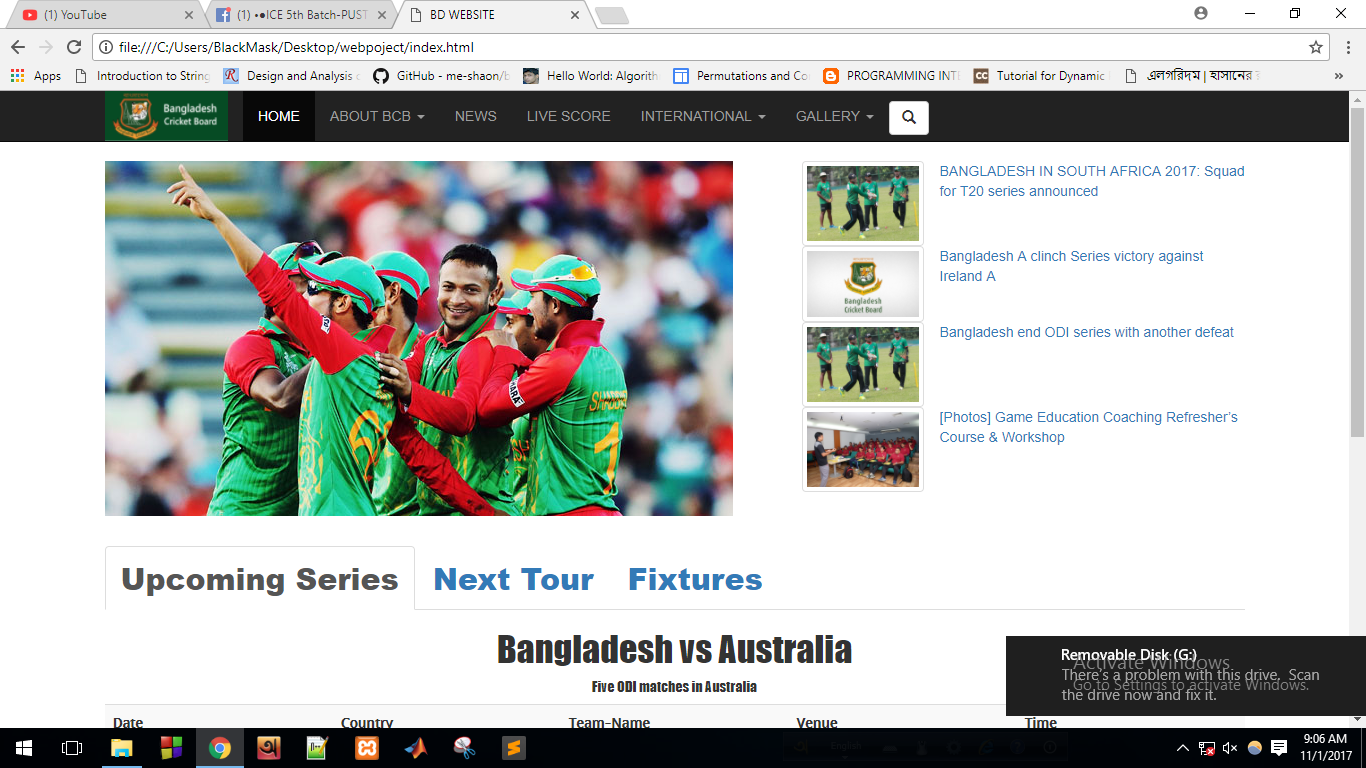 (1) YouTube
(1) •●ICE 5th Batch-PUST
BD WEBSITE
file:///C:/Users/BlackMask/Desktop/webpoject/index.html
Apps
Introduction to String
Design and Analysis
GitHub - me-shaon/b
Hello World: Algorith
Permutations and Co
PROGRAMMING INT
Tutorial for Dynamic
এলগরিদম | হাসানের
Bangladesh
Cricket Board
HOME
ABOUT BCB
NEWS
LIVE SCORE
INTERNATIONAL
GALLERY
BANGLADESH IN SOUTH AFRICA 2017: Squad
for T20 series announced
Bangladesh
Cricket Board
Bangladesh A clinch Series victory against
Ireland A
Bangladesh end ODI series with another defeat
[Photos] Game Education Coaching Refresher's
Course & Workshop
Upcoming Series
Next Tour
Fixtures
Bangladesh vs Australia
Five ODI matches in Australia
Date
Country
Team-Name
Venue
Time
Removable Disk (G:)
There's a problem with this drive. Scan
the drive now and fix it.
Activate Windows
Go to Settings to activate Windows.
English
9:06 AM
11/1/2017